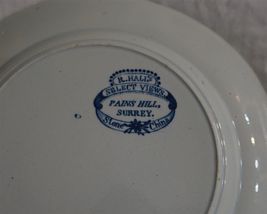 R. HALL'S
SELECT VIEWS.
PAINS HILL,
SURREY.
Stone China